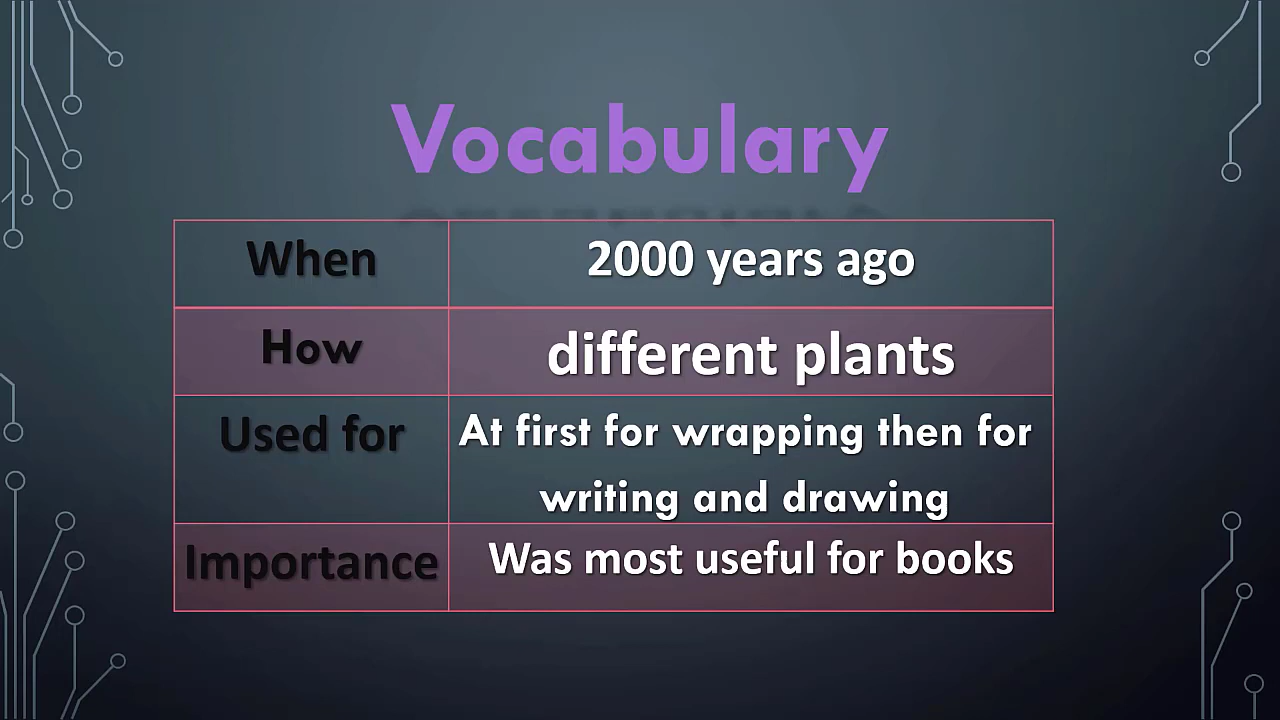 Vocabulary
When 2000 years ago
How different plants
Used for At first for wrapping then for
writing and drawing
Importance Was most useful for books